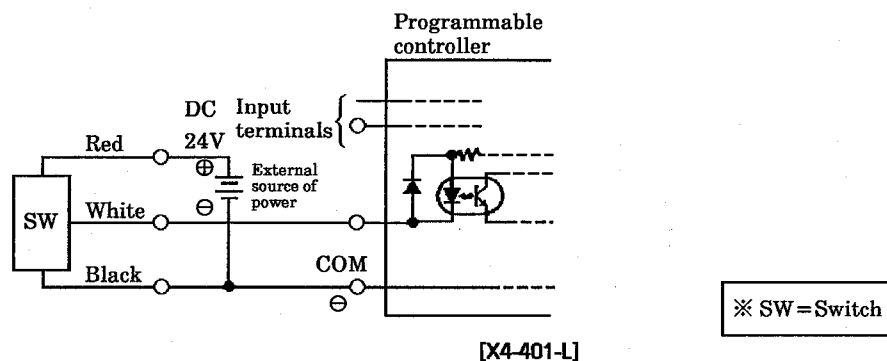 Programmable
controller
DC
24V
Input
terminals
Red
⊕
External
source of
power
⊖
White
SW
Black
COM
⊖
※ SW=Switch
[X4-401-L]